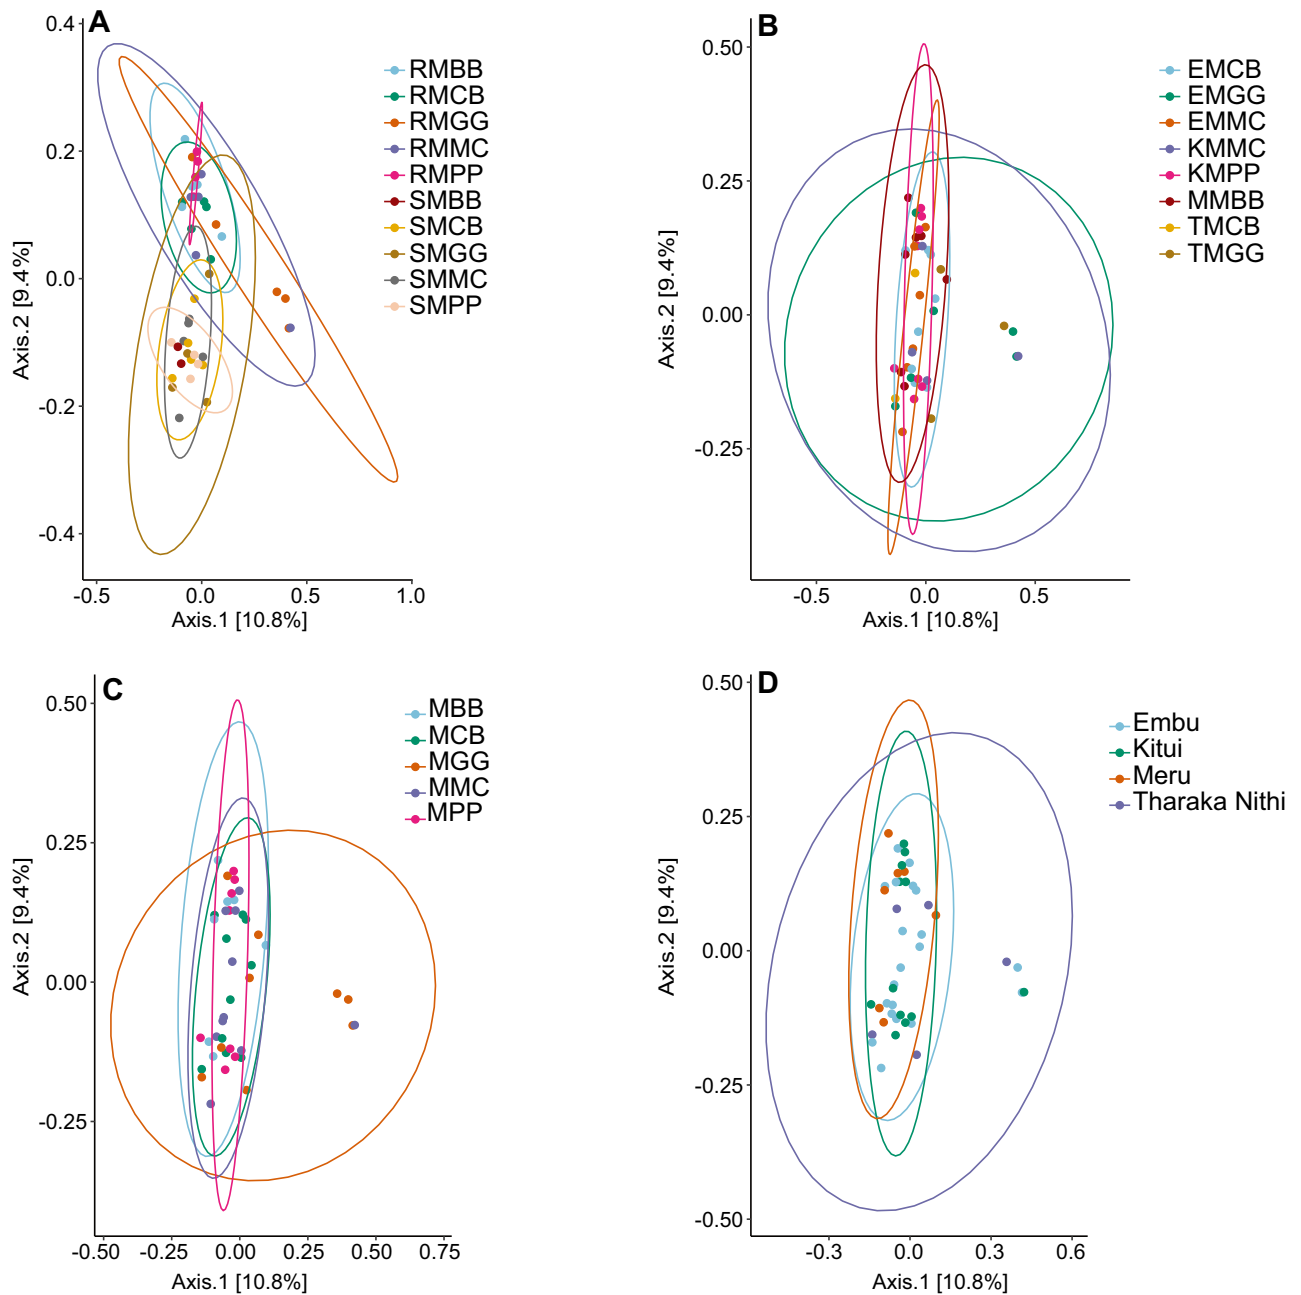 A
0.4
0.2
0.0
-0.2
-0.4
Axis.2 [9.4%]
-0.5 0.0 0.5 1.0
Axis.1 [10.8%]
RMBB
RMCB
RMGG
RMMC
RMPP
SMBB
SMCB
SMGG
SMMC
SMPP
B
0.50
0.25
0.00
-0.25
Axis.2 [9.4%]
-0.5 0.0 0.5
Axis.1 [10.8%]
EMCB
EMGG
EMMC
KMMC
KMPP
MMBB
TMCB
TMGG
C
0.50
0.25
0.00
-0.25
Axis.2 [9.4%]
-0.50 -0.25 0.00 0.25 0.50 0.75
Axis.1 [10.8%]
MBB
MCB
MGG
MMC
MPP
D
0.50
0.25
0.00
-0.25
-0.50
Axis.2 [9.4%]
-0.3 0.0 0.3 0.6
Axis.1 [10.8%]
Embu
Kitui
Meru
Tharaka Nithi